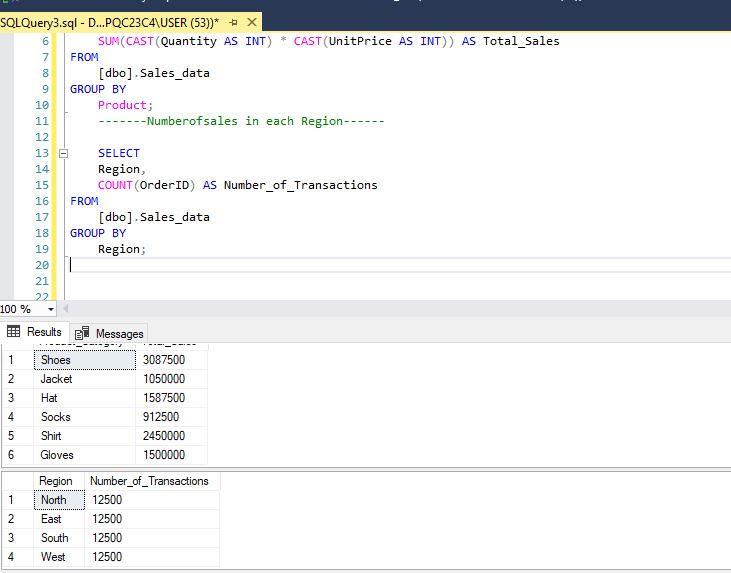 SQLQuery3.sql - D...PQC23C4\USER (53))*
6 SUM(CAST(Quantity AS INT) * CAST(UnitPrice AS INT)) AS Total_Sales
7 FROM
8 [dbo].Sales_data
9 GROUP BY
10 Product;
11 -------Numberofsales in each Region------
12
13 SELECT
14 Region,
15 COUNT(OrderID) AS Number_of_Transactions
16 FROM
17 [dbo].Sales_data
18 GROUP BY
19 Region;
20
21
22
100 %
Results Messages
1 Shoes 3087500
2 Jacket 1050000
3 Hat 1587500
4 Socks 912500
5 Shirt 2450000
6 Gloves 1500000
Region Number_of_Transactions
1 North 12500
2 East 12500
3 South 12500
4 West 12500